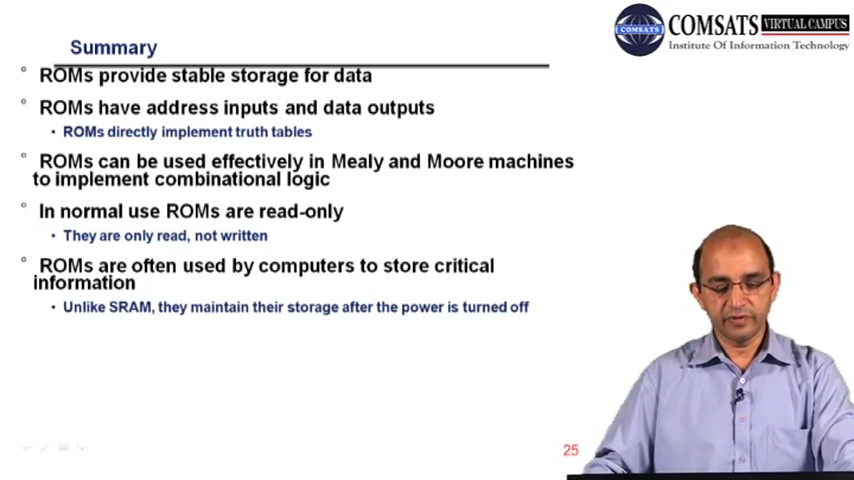 Summary
° ROMs provide stable storage for data
° ROMs have address inputs and data outputs
• ROMs directly implement truth tables
° ROMs can be used effectively in Mealy and Moore machines
to implement combinational logic
° In normal use ROMs are read-only
• They are only read, not written
° ROMs are often used by computers to store critical
information
• Unlike SRAM, they maintain their storage after the power is turned off
25
COMSATS
COMSATS VIRTUAL CAMPUS
Institute Of Information Technology